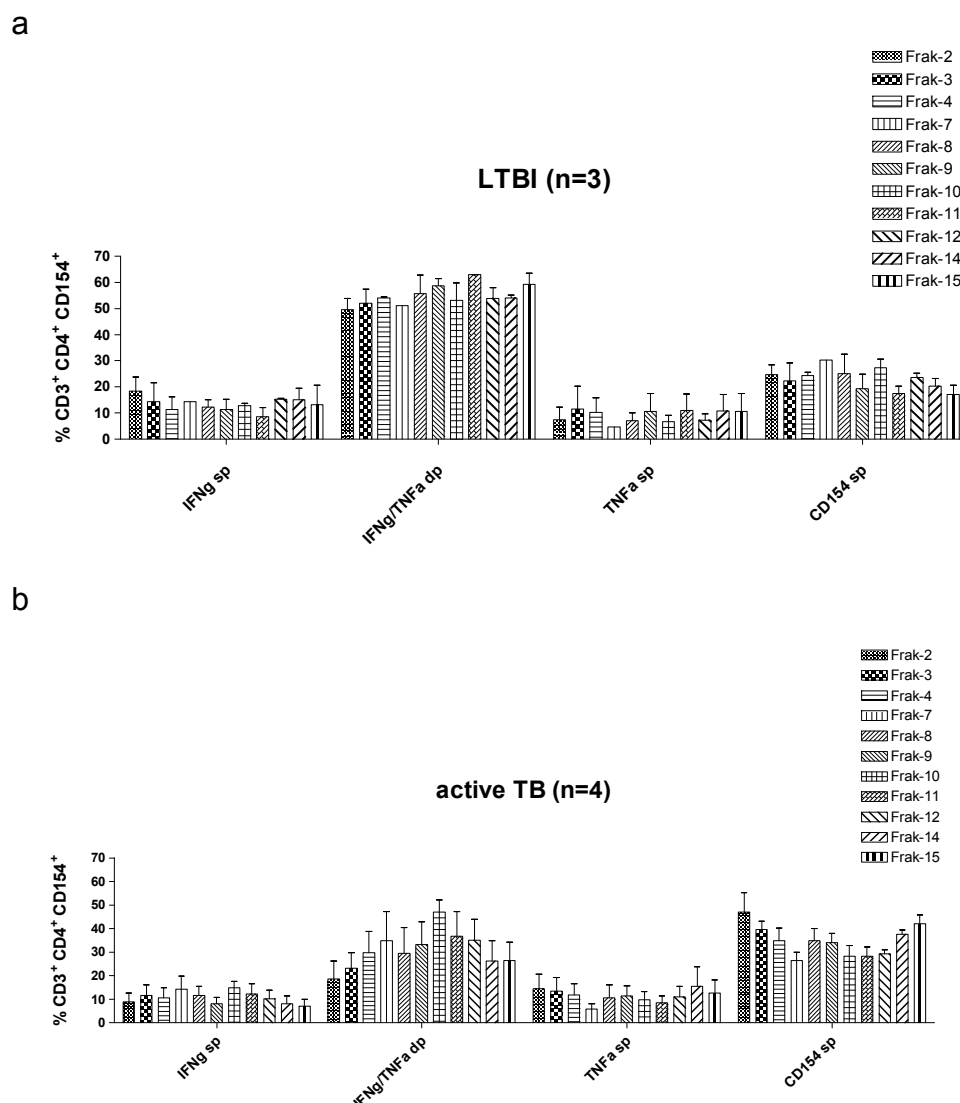 a
Frak-2
Frak-3
Frak-4
Frak-7
Frak-8
Frak-9
Frak-10
Frak-11
Frak-12
Frak-14
Frak-15
LTBI (n=3)
% CD3+ CD4+ CD154+
70
60
50
40
30
20
10
0
IFNg sp
IFNg/TNFa dp
TNFa sp
CD154 sp
b
Frak-2
Frak-3
Frak-4
Frak-7
Frak-8
Frak-9
Frak-10
Frak-11
Frak-12
Frak-14
Frak-15
active TB (n=4)
% CD3+ CD4+ CD154+
70
60
50
40
30
20
10
0
IFNg sp
IFNg/TNFa dp
TNFa sp
CD154 sp